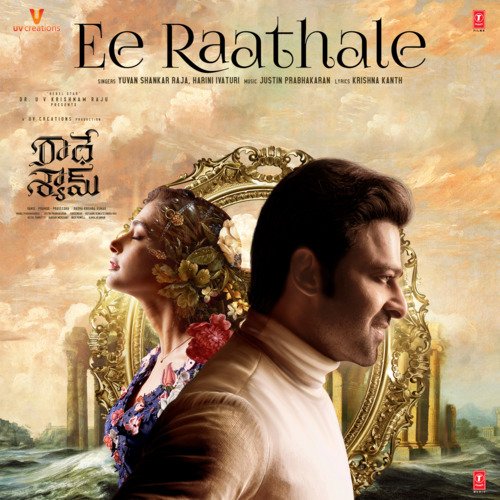 UV creations
T-SERIES
Ee Raathale
SINGERS YUVAN SHANKAR RAJA, HARINI IVATURI MUSIC JUSTIN PRABHAKARAN LYRICS KRISHNA KANTH
"REBEL STAR"
DR. U V KRISHNAM RAJU
PRESENTS
A UV CREATIONS PRODUCTION
రాధే
శ్యామ్
T-SERIES